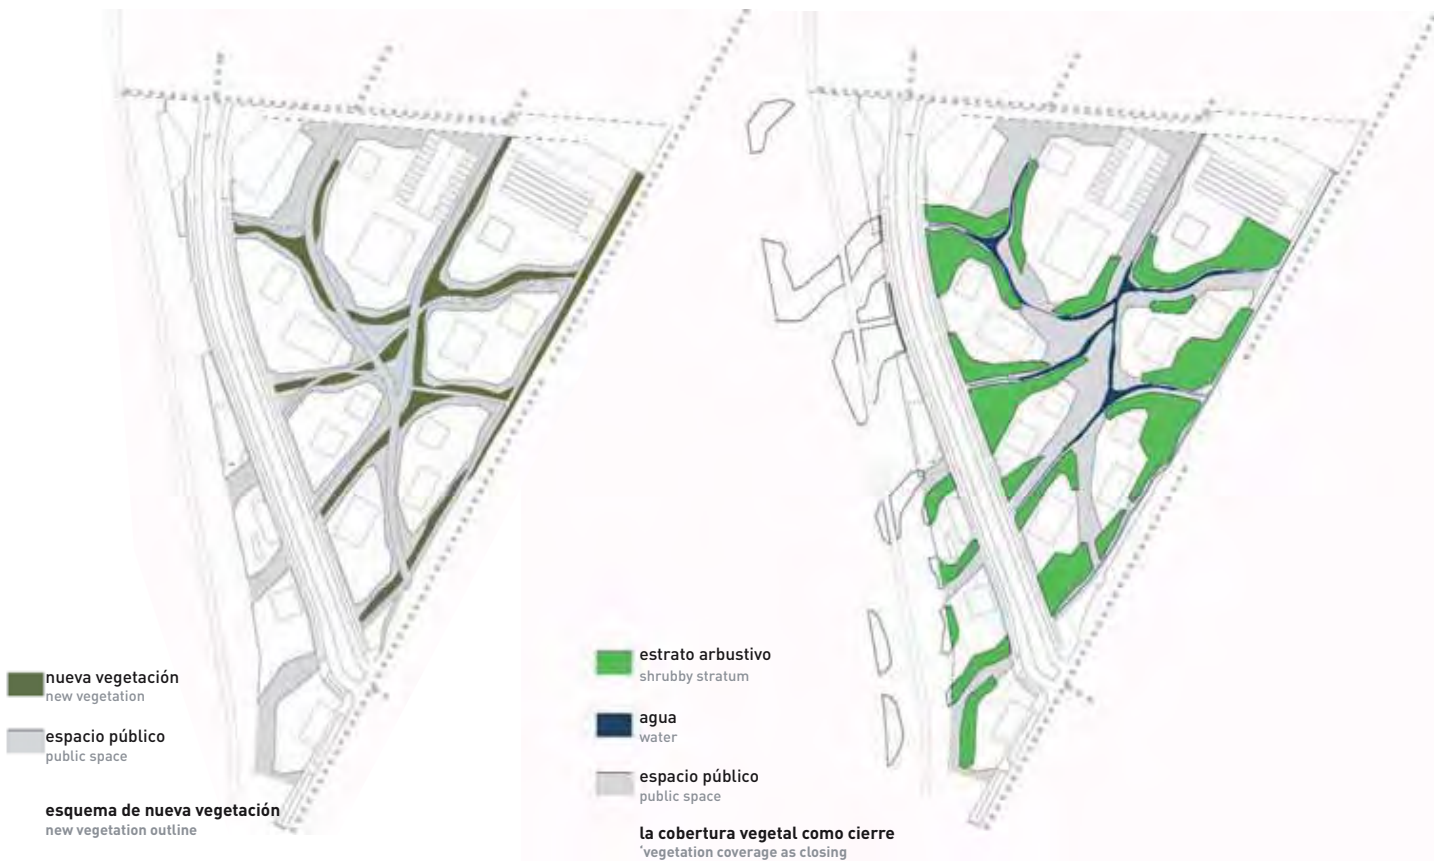 nueva vegetación
new vegetation
espacio público
public space
esquema de nueva vegetación
new vegetation outline
estrato arbustivo
shrubby stratum
agua
water
espacio público
public space
la cobertura vegetal como cierre
'vegetation coverage as closing